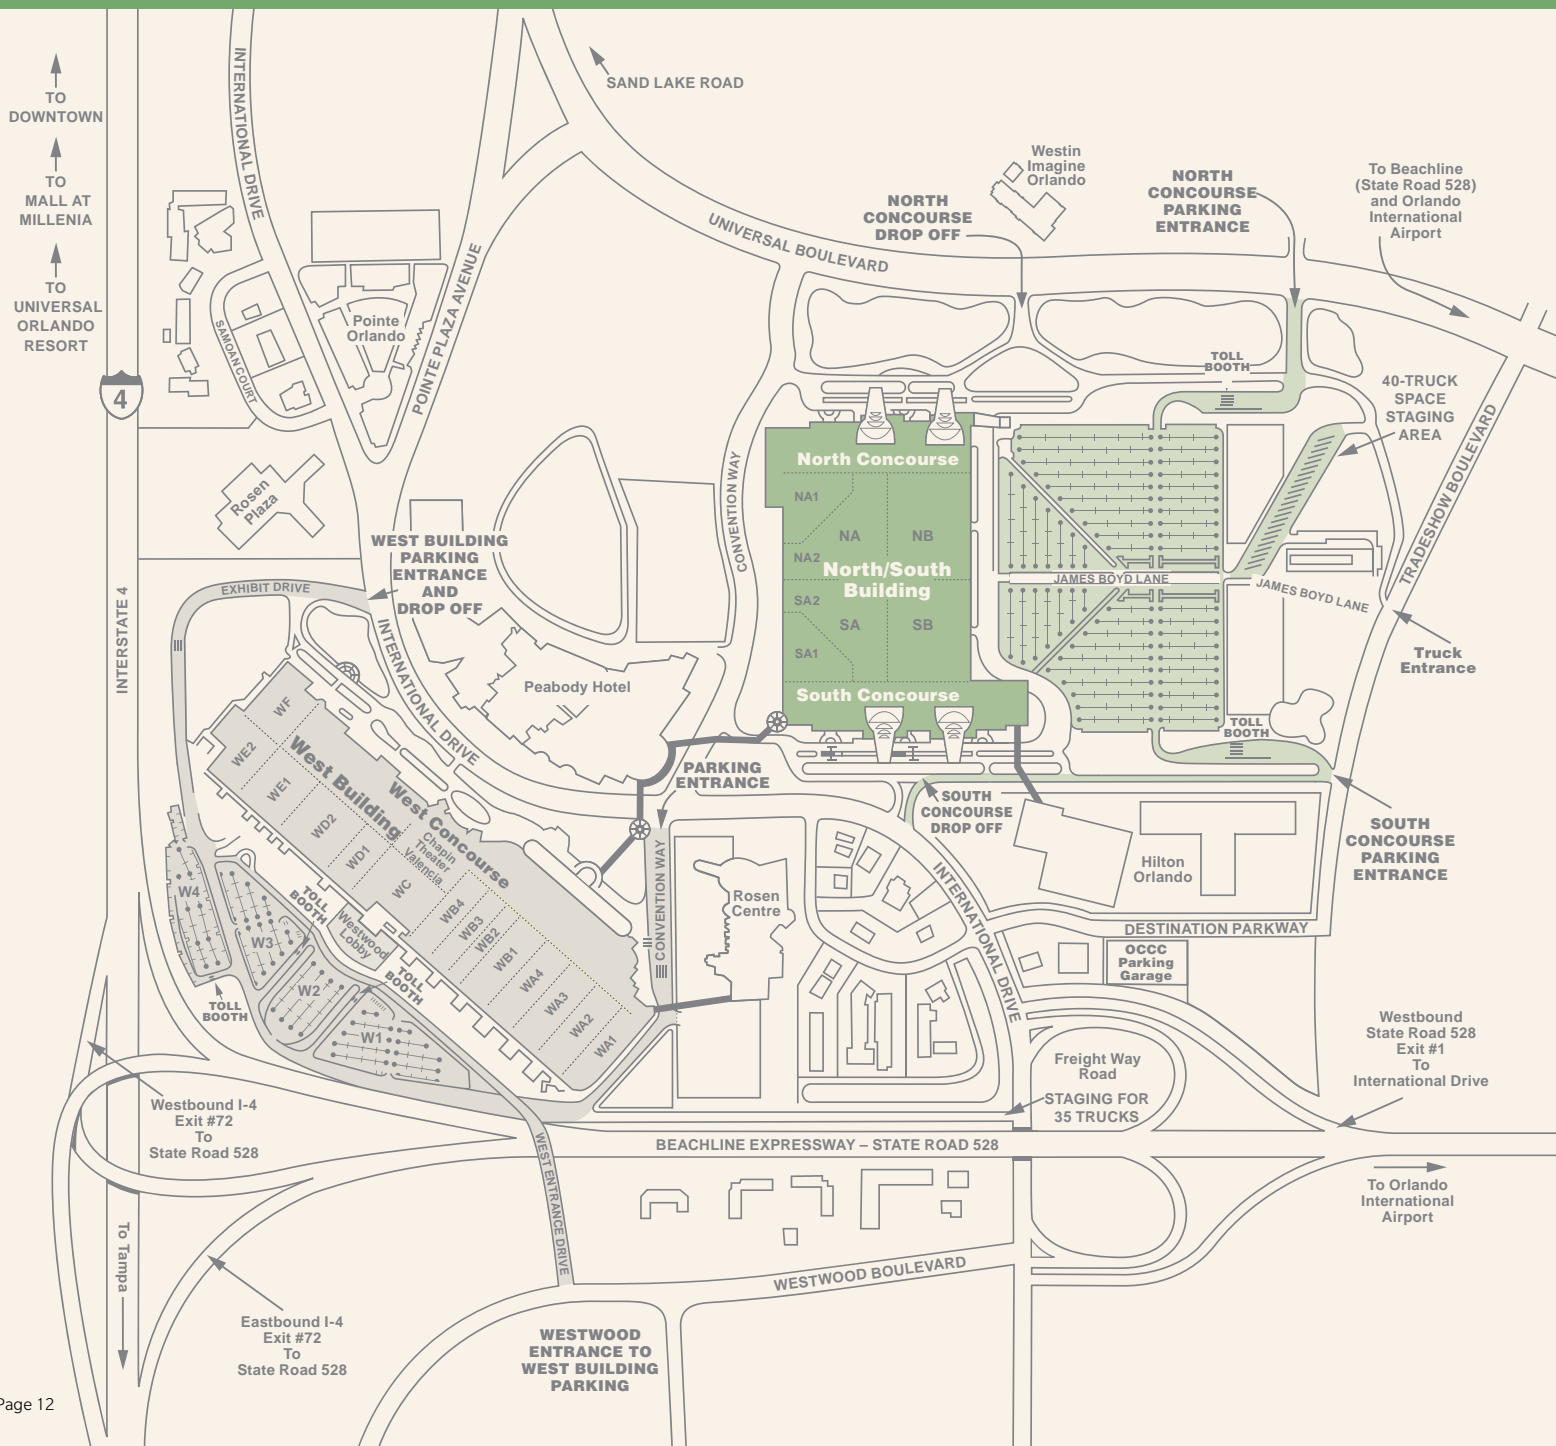 TO
DOWNTOWN
TO
MALL AT
MILLENIA
TO
UNIVERSAL
ORLANDO
RESORT
4
INTERSTATE 4
INTERNATIONAL DRIVE
SAND LAKE ROAD
UNIVERSAL BOULEVARD
POINTE PLAZA AVENUE
SAMOAN COURT
Pointe
Orlando
Rosen
Plaza
Westin
Imagine
Orlando
NORTH
CONCOURSE
DROP OFF
NORTH
CONCOURSE
PARKING
ENTRANCE
To Beachline
(State Road 528)
and Orlando
International
Airport
TOLL
BOOTH
40-TRUCK
SPACE
STAGING
AREA
TRADESHOW BOULEVARD
CONVENTION WAY
North Concourse
NA1
NA
NB
NA2
North/South
Building
SA2
SA
SB
SA1
South Concourse
JAMES BOYD LANE
JAMES BOYD LANE
Truck
Entrance
TOLL
BOOTH
WEST BUILDING
PARKING
ENTRANCE
AND
DROP OFF
EXHIBIT DRIVE
INTERNATIONAL DRIVE
Peabody Hotel
PARKING
ENTRANCE
SOUTH
CONCOURSE
DROP OFF
SOUTH
CONCOURSE
PARKING
ENTRANCE
Hilton
Orlando
WF
WE2
WE1
WD2
WD1
WC
WB4
WB3
WB2
WB1
WA4
WA3
WA2
WA1
West Building
West Concourse
Chapin
Theater
Valencia
Westwood
Lobby
TOLL
BOOTH
TOLL
BOOTH
TOLL
BOOTH
W4
W3
W2
W1
CONVENTION WAY
Rosen
Centre
INTERNATIONAL DRIVE
DESTINATION PARKWAY
OCCC
Parking
Garage
Westbound
State Road 528
Exit #1
To
International Drive
Freight Way
Road
STAGING FOR
35 TRUCKS
Westbound I-4
Exit #72
To
State Road 528
BEACHLINE EXPRESSWAY – STATE ROAD 528
WEST ENTRANCE DRIVE
To Orlando
International
Airport
To Tampa
WESTWOOD BOULEVARD
Eastbound I-4
Exit #72
To
State Road 528
WESTWOOD
ENTRANCE TO
WEST BUILDING
PARKING
Page 12